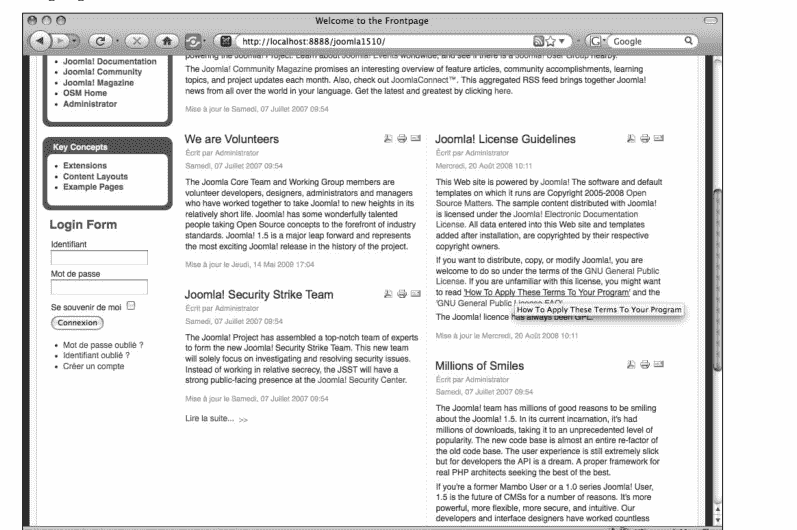 Welcome to the Frontpage
http://localhost:8888/joomla1510/
Google
Joomla! Documentation
Joomla! Community
Joomla! Magazine
OSM Home
Administrator
Key Concepts
Extensions
Content Layouts
Example Pages
Login Form
Identifiant
Mot de passe
Se souvenir de moi
Connexion
Mot de passe oublié ?
Identifiant oublié ?
Créer un compte
powering the Joomla! Project. Learn about Joomla! Events worldwide, and see if there is a Joomla! User Group nearby.
The Joomla! Community Magazine promises an interesting overview of feature articles, community accomplishments, learning
topics, and project updates each month. Also, check out JoomlaConnect™. This aggregated RSS feed brings together Joomla!
news from all over the world in your language. Get the latest and greatest by clicking here.
Mise à jour le Samedi, 07 Juillet 2007 09:54
We are Volunteers
Écrit par Administrator
Samedi, 07 Juillet 2007 09:54
The Joomla Core Team and Working Group members are
volunteer developers, designers, administrators and managers
who have worked together to take Joomla! to new heights in its
relatively short life. Joomla! has some wonderfully talented
people taking Open Source concepts to the forefront of industry
standards. Joomla! 1.5 is a major leap forward and represents
the most exciting Joomla! release in the history of the project.
Mise à jour le Jeudi, 14 Mai 2009 17:04
Joomla! Security Strike Team
Écrit par Administrator
Samedi, 07 Juillet 2007 09:54
The Joomla! Project has assembled a top-notch team of experts
to form the new Joomla! Security Strike Team. This new team
will solely focus on investigating and resolving security issues.
Instead of working in relative secrecy, the JSST will have a
strong public-facing presence at the Joomla! Security Center.
Mise à jour le Samedi, 07 Juillet 2007 09:54
Lire la suite... >>
Joomla! License Guidelines
Écrit par Administrator
Mercredi, 20 Août 2008 10:11
This Web site is powered by Joomla! The software and default
templates on which it runs are Copyright 2005-2008 Open
Source Matters. The sample content distributed with Joomla!
is licensed under the Joomla! Electronic Documentation
License. All data entered into this Web site and templates
added after installation, are copyrighted by their respective
copyright owners.
If you want to distribute, copy, or modify Joomla!, you are
welcome to do so under the terms of the GNU General Public
License. If you are unfamiliar with this license, you might want
to read 'How To Apply These Terms To Your Program' and the
'GNU General Public License FAQ'.
How To Apply These Terms To Your Program
The Joomla! licence has always been GPL.
Mise à jour le Mercredi, 20 Août 2008 10:11
Millions of Smiles
Écrit par Administrator
Samedi, 07 Juillet 2007 09:54
The Joomla! team has millions of good reasons to be smiling
about the Joomla! 1.5. In its current incarnation, it's had
millions of downloads, taking it to an unprecedented level of
popularity. The new code base is almost an entire re-factor of
the old code base. The user experience is still extremely slick
but for developers the API is a dream. A proper framework for
real PHP architects seeking the best of the best.
If you're a former Mambo User or a 1.0 series Joomla! User,
1.5 is the future of CMSs for a number of reasons. It's more
powerful, more flexible, more secure, and intuitive. Our
developers and interface designers have worked countless